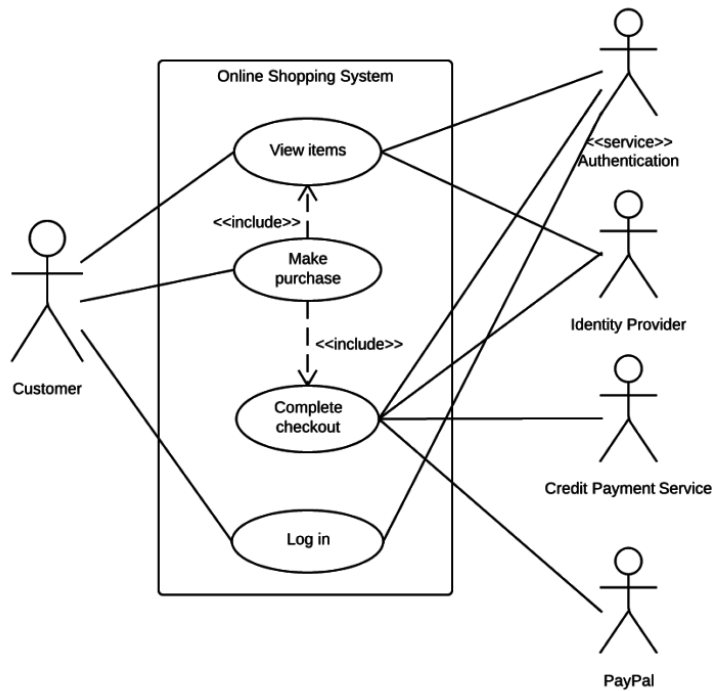 Online Shopping System
View items
<<service>>
Authentication
<<include>>
Make
purchase
Identity Provider
<<include>>
Customer
Complete
checkout
Credit Payment Service
Log in
PayPal